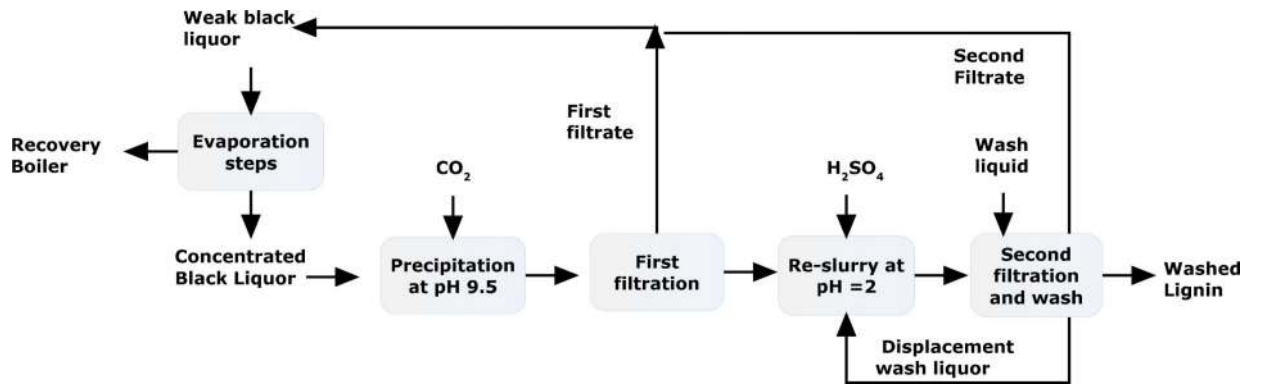 Weak black
liquor
Second
Filtrate
First
filtrate
Recovery
Boiler
Evaporation
steps
CO₂
H₂SO₄
Wash
liquid
Concentrated
Black Liquor
Precipitation
at pH 9.5
First
filtration
Re-slurry at
pH =2
Second
filtration
and wash
Washed
Lignin
Displacement
wash liquor